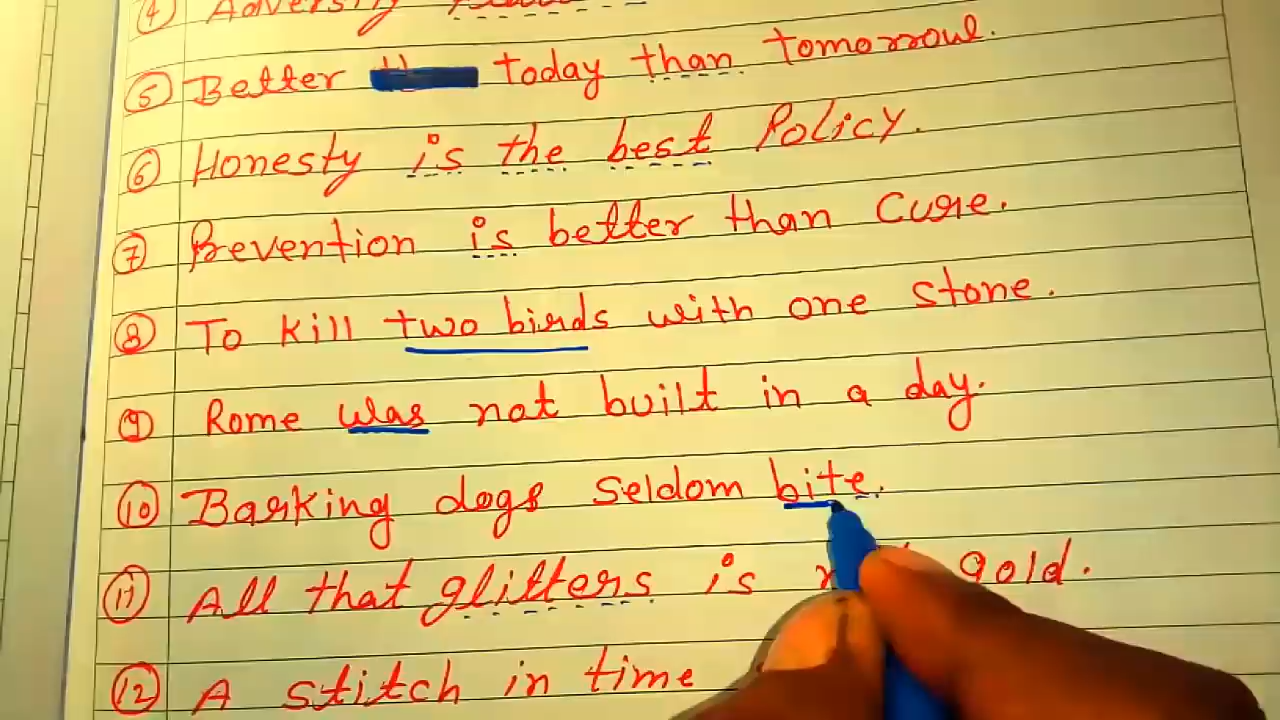 ④ Adversity
⑤ Better today than tomorrow.
⑥ Honesty is the best Policy.
⑦ Prevention is better than Cure.
⑧ To kill two birds with one stone.
⑨ Rome was not built in a day.
⑩ Barking dogs Seldom bite.
⑪ All that glitters is gold.
⑫ A stitch in time